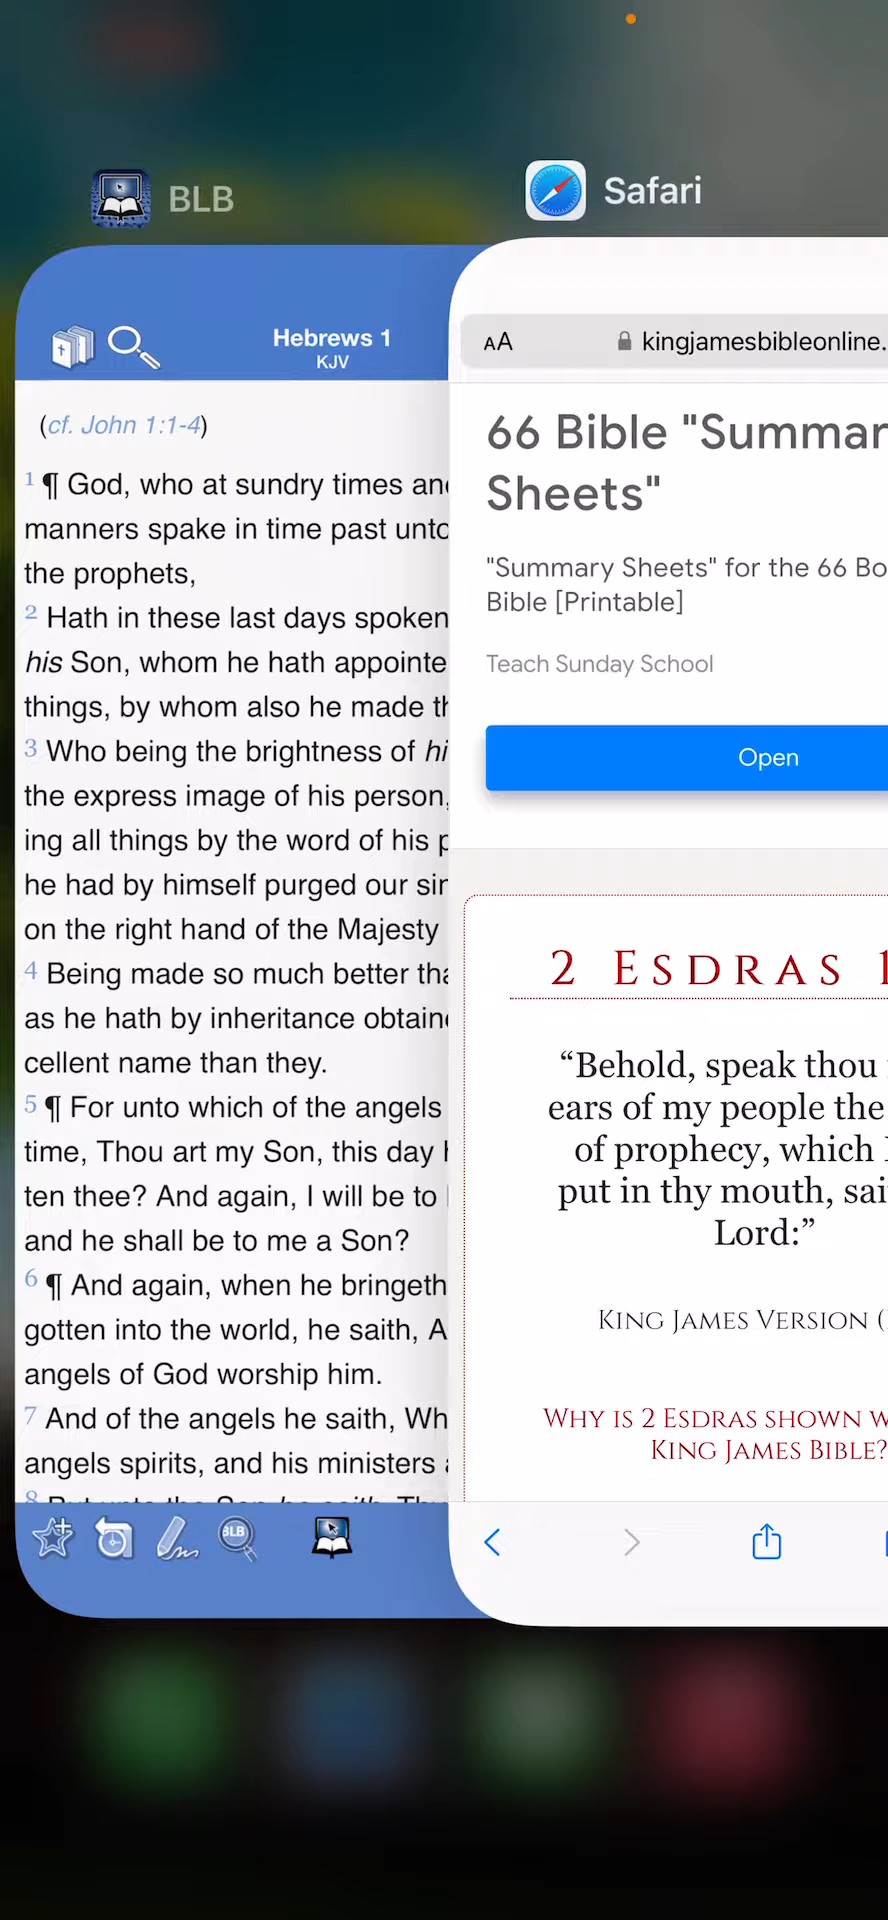 BLB
Hebrews 1
KJV
(cf. John 1:1-4)
1 ¶ God, who at sundry times
manners spake in time past
the prophets,
2 Hath in these last days spoken
his Son, whom he hath
things, by whom also he made
3 Who being the brightness of
the express image of his person,
ing all things by the word of his
he had by himself purged our
on the right hand of the Majesty
4 Being made so much better
as he hath by inheritance
cellent name than they.
5 ¶ For unto which of the angels
time, Thou art my Son, this day
ten thee? And again, I will be to
and he shall be to me a Son?
6 ¶ And again, when he bringeth
gotten into the world, he saith,
angels of God worship him.
7 And of the angels he saith,
angels spirits, and his ministers
8
BLB
Safari
AA
kingjamesbibleonline.
66 Bible "Summar
Sheets"
"Summary Sheets" for the 66 Bo
Bible [Printable]
Teach Sunday School
Open
2 Esdras 1
“Behold, speak thou
ears of my people the
of prophecy, which
put in thy mouth, sai
Lord:”
King James Version (
Why is 2 Esdras shown w
King James Bible?